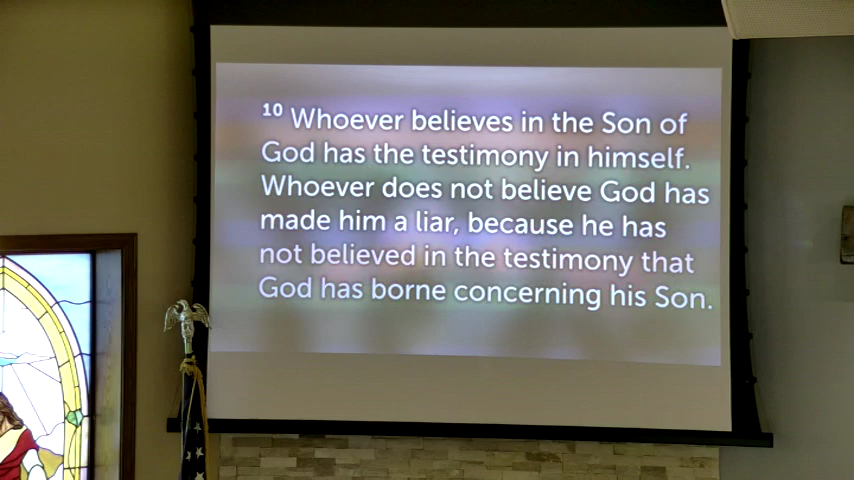 10 Whoever believes in the Son of
God has the testimony in himself.
Whoever does not believe God has
made him a liar, because he has
not believed in the testimony that
God has borne concerning his Son.